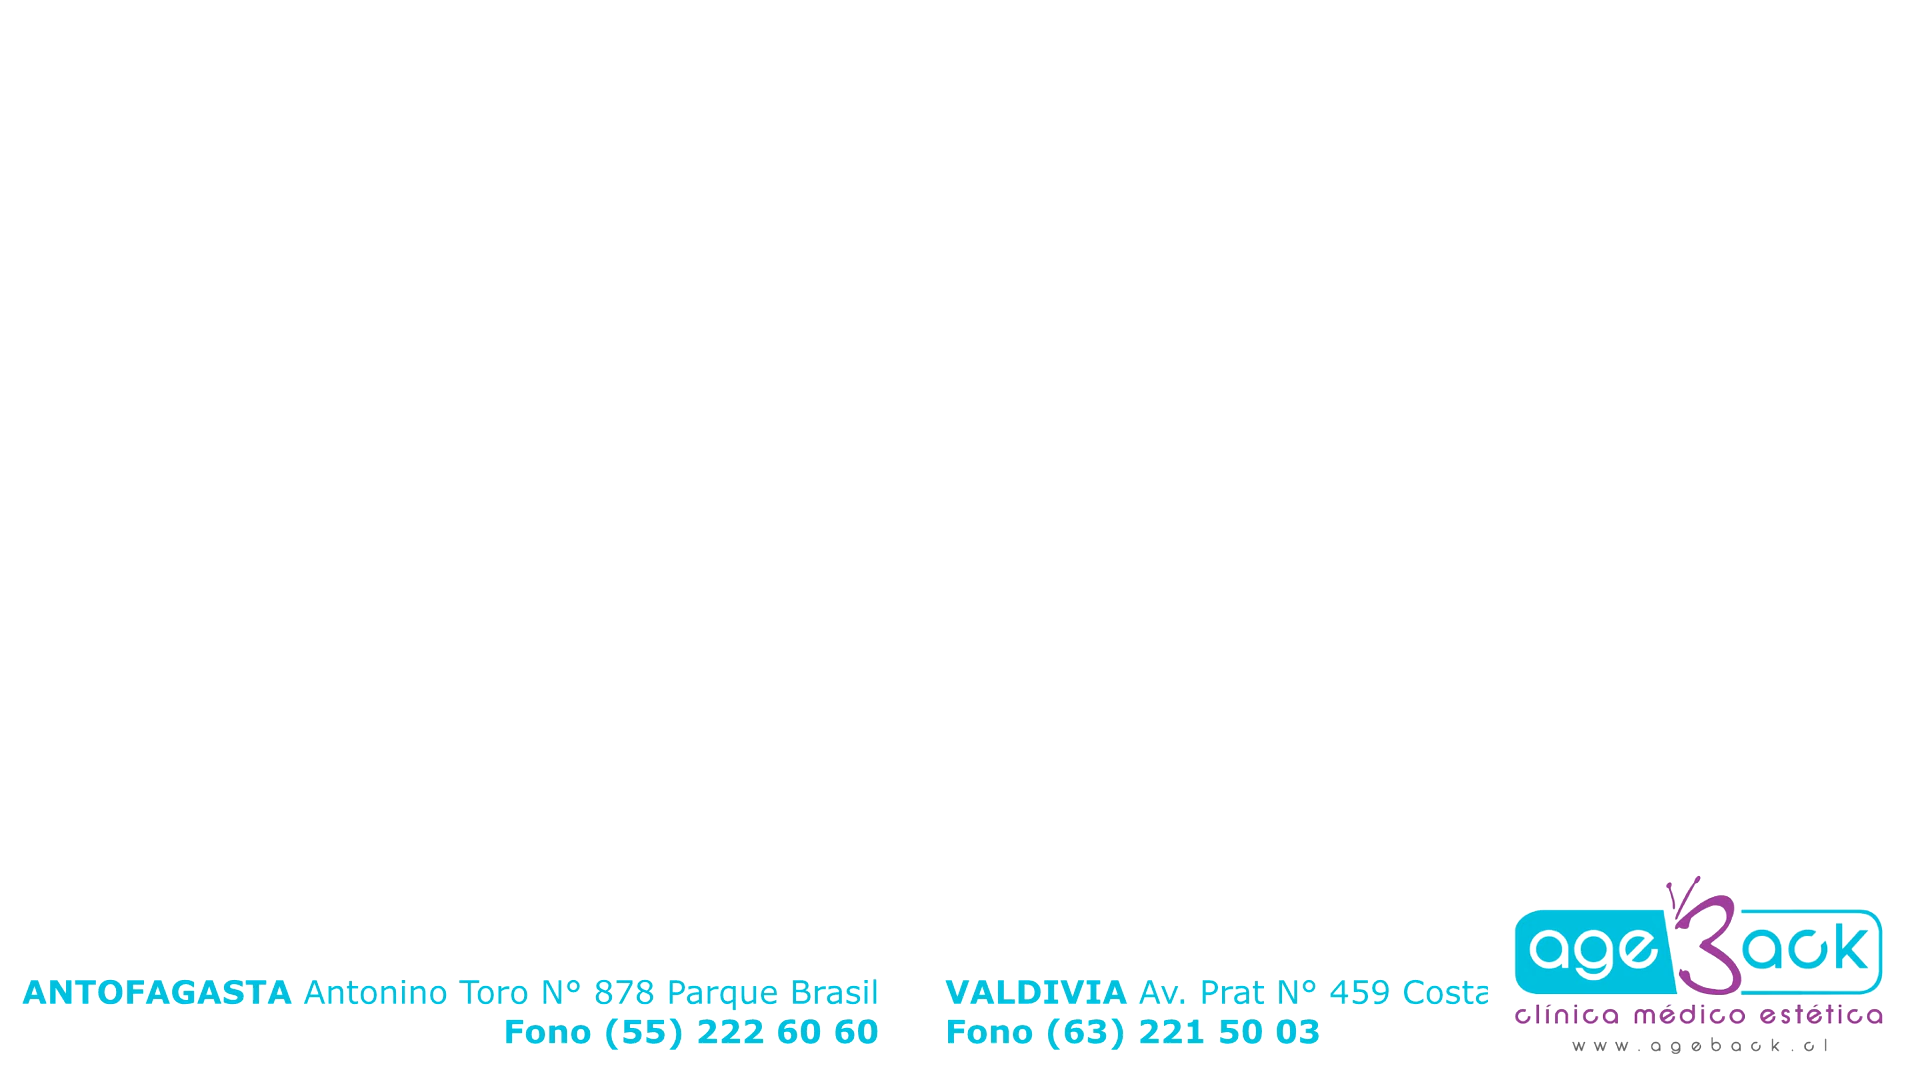 ANTOFAGASTA Antonino Toro N° 878 Parque Brasil
Fono (55) 222 60 60
VALDIVIA Av. Prat N° 459 Costa
Fono (63) 221 50 03
ageBack
clínica médico estética
www.ageback.cl